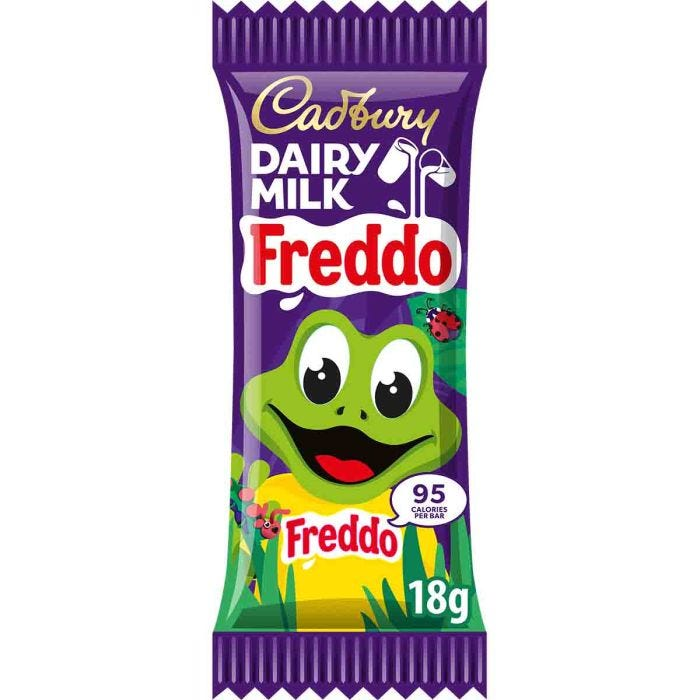 Cadbury
DAIRY
MILK
Freddo
95
CALORIES
PER BAR
Freddo
18g